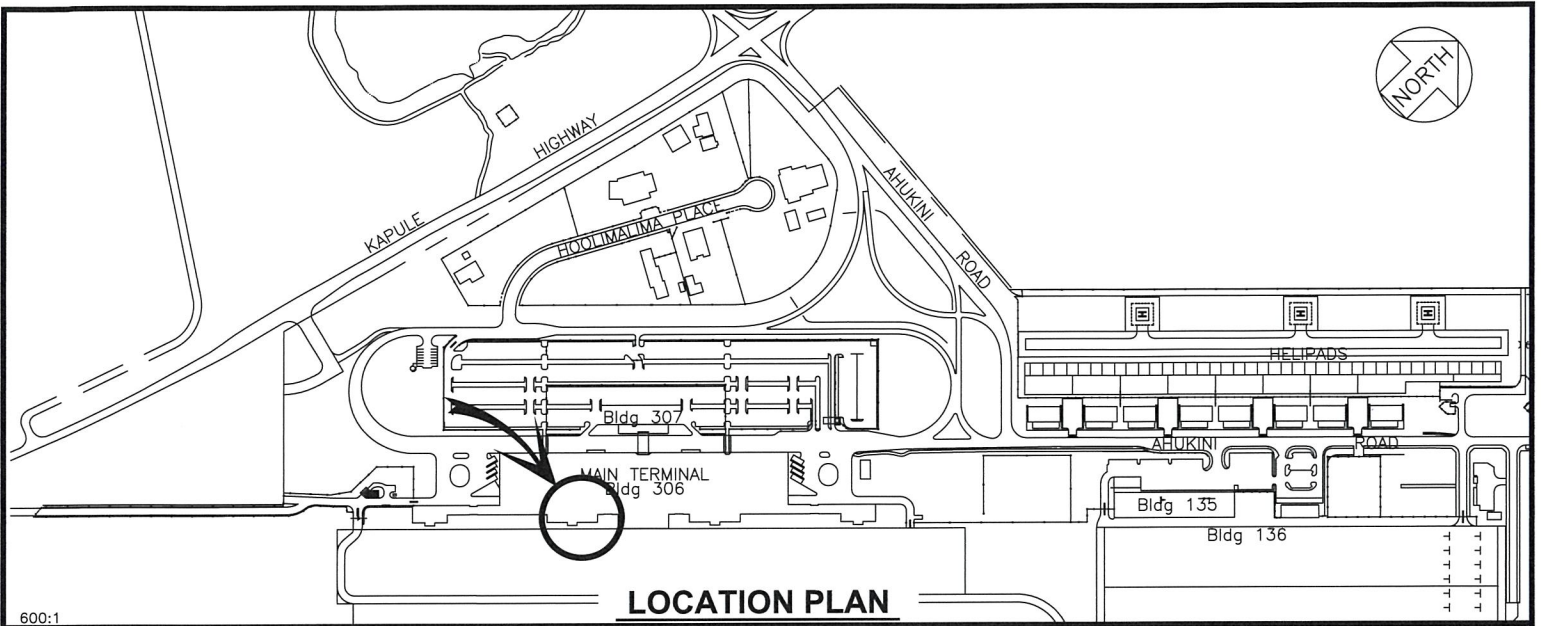 NORTH
HIGHWAY
KAPULE
AHUKINI
ROAD
HOOLIMALIMA PLACE
H
H
H
HELIPADS
Bldg 307
AHUKINI ROAD
MAIN TERMINAL
Bldg 306
Bldg 135
Bldg 136
LOCATION PLAN
600:1